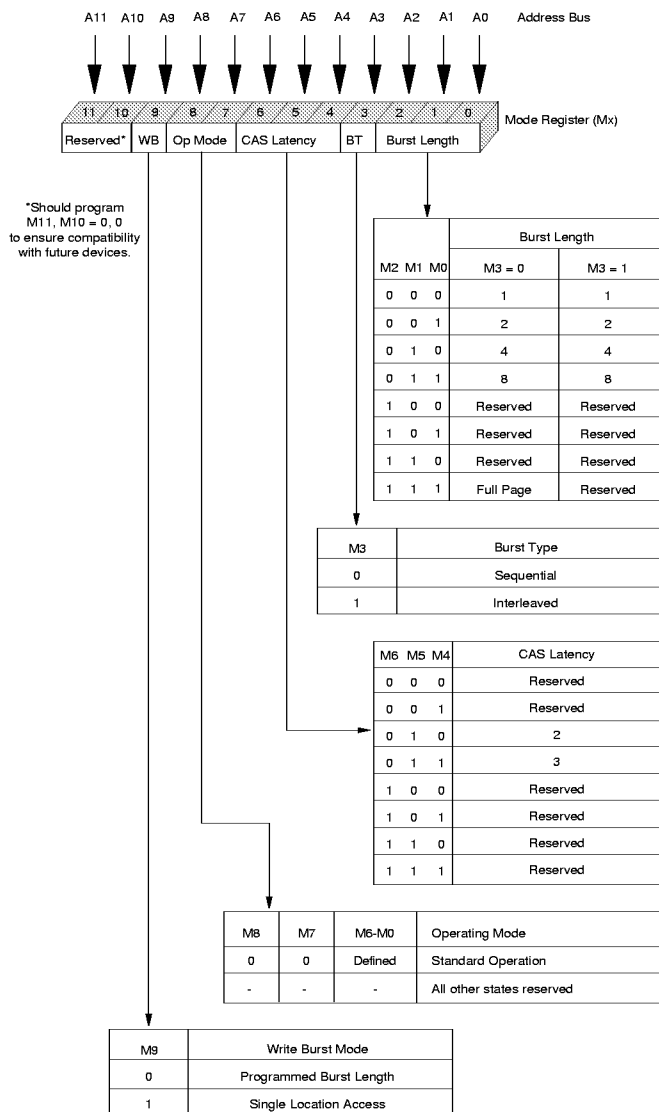 A11 A10 A9 A8 A7 A6 A5 A4 A3 A2 A1 A0 Address Bus
11 10 9 8 7 6 5 4 3 2 1 0
Mode Register (Mx)
Reserved* WB Op Mode CAS Latency BT Burst Length
*Should program
M11, M10 = 0, 0
to ensure compatibility
with future devices.
Burst Length
M2 M1 M0 M3 = 0 M3 = 1
0 0 0 1 1
0 0 1 2 2
0 1 0 4 4
0 1 1 8 8
1 0 0 Reserved Reserved
1 0 1 Reserved Reserved
1 1 0 Reserved Reserved
1 1 1 Full Page Reserved
M3 Burst Type
0 Sequential
1 Interleaved
M6 M5 M4 CAS Latency
0 0 0 Reserved
0 0 1 Reserved
0 1 0 2
0 1 1 3
1 0 0 Reserved
1 0 1 Reserved
1 1 0 Reserved
1 1 1 Reserved
M8 M7 M6-M0 Operating Mode
0 0 Defined Standard Operation
- - - All other states reserved
M9 Write Burst Mode
0 Programmed Burst Length
1 Single Location Access